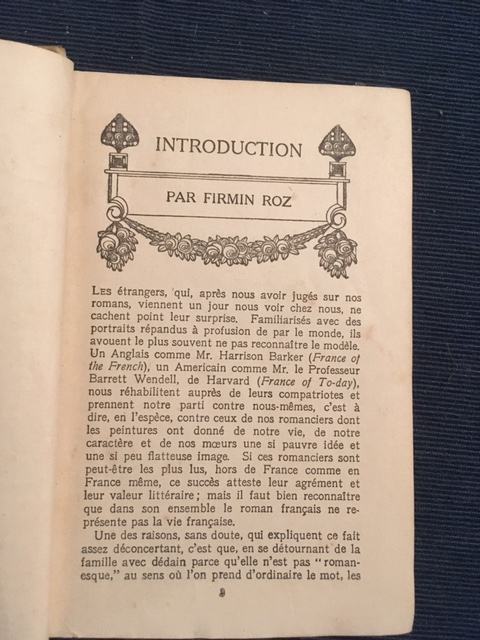 INTRODUCTION
PAR FIRMIN ROZ
LES étrangers, qui, après nous avoir jugés sur nos
romans, viennent un jour nous voir chez nous, ne
cachent point leur surprise. Familiarisés avec des
portraits répandus à profusion de par le monde, ils
avouent le plus souvent ne pas reconnaître le modèle.
Un Anglais comme Mr. Harrison Barker (France of
the French), un Americain comme Mr. le Professeur
Barrett Wendell, de Harvard (France of To-day),
nous réhabilitent auprès de leurs compatriotes et
prennent notre parti contre nous-mêmes, c'est à
dire, en l'espèce, contre ceux de nos romanciers dont
les peintures ont donné de notre vie, de notre
caractère et de nos mœurs une si pauvre idée et
une si peu flatteuse image. Si ces romanciers sont
peut-être les plus lus, hors de France comme en
France même, ce succès atteste leur agrément et
leur valeur littéraire; mais il faut bien reconnaître
que dans son ensemble le roman français ne re-
présente pas la vie française.
Une des raisons, sans doute, qui expliquent ce fait
assez déconcertant, c'est que, en se détournant de la
famille avec dédain parce qu'elle n'est pas "roman-
esque," au sens où l'on prend d'ordinaire le mot, les
9